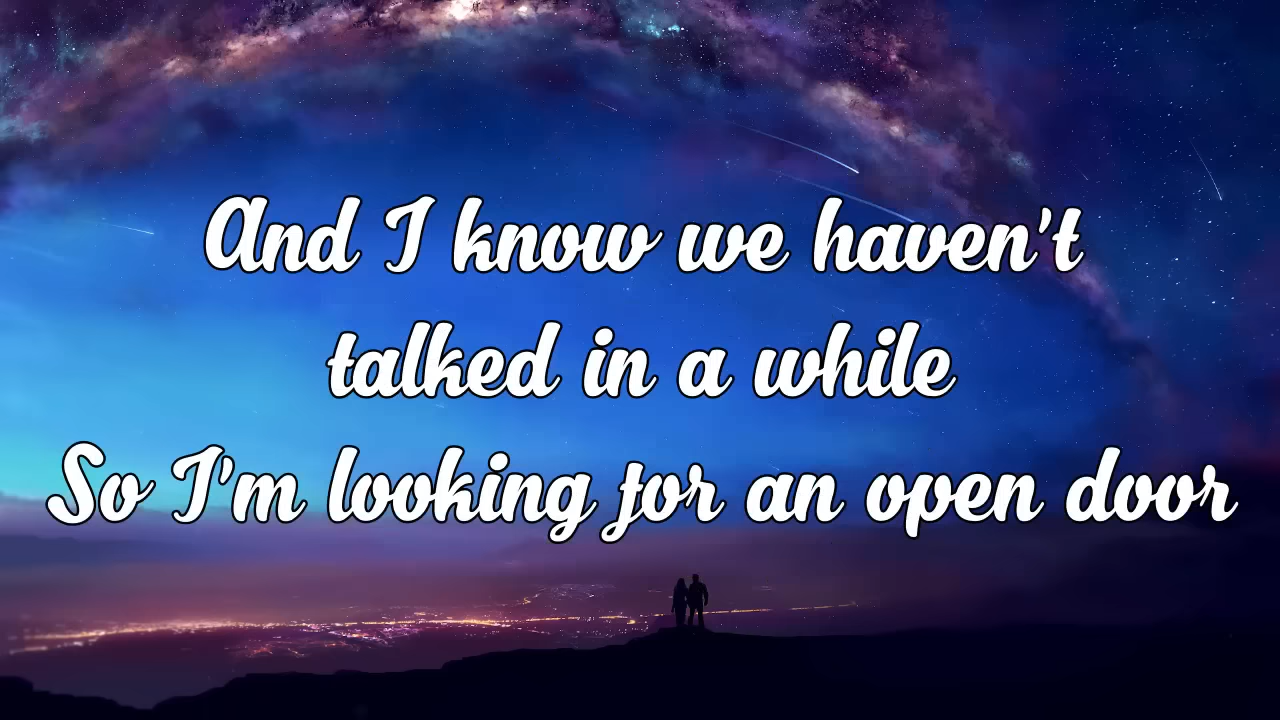 And I know we haven't
talked in a while
So I'm looking for an open door